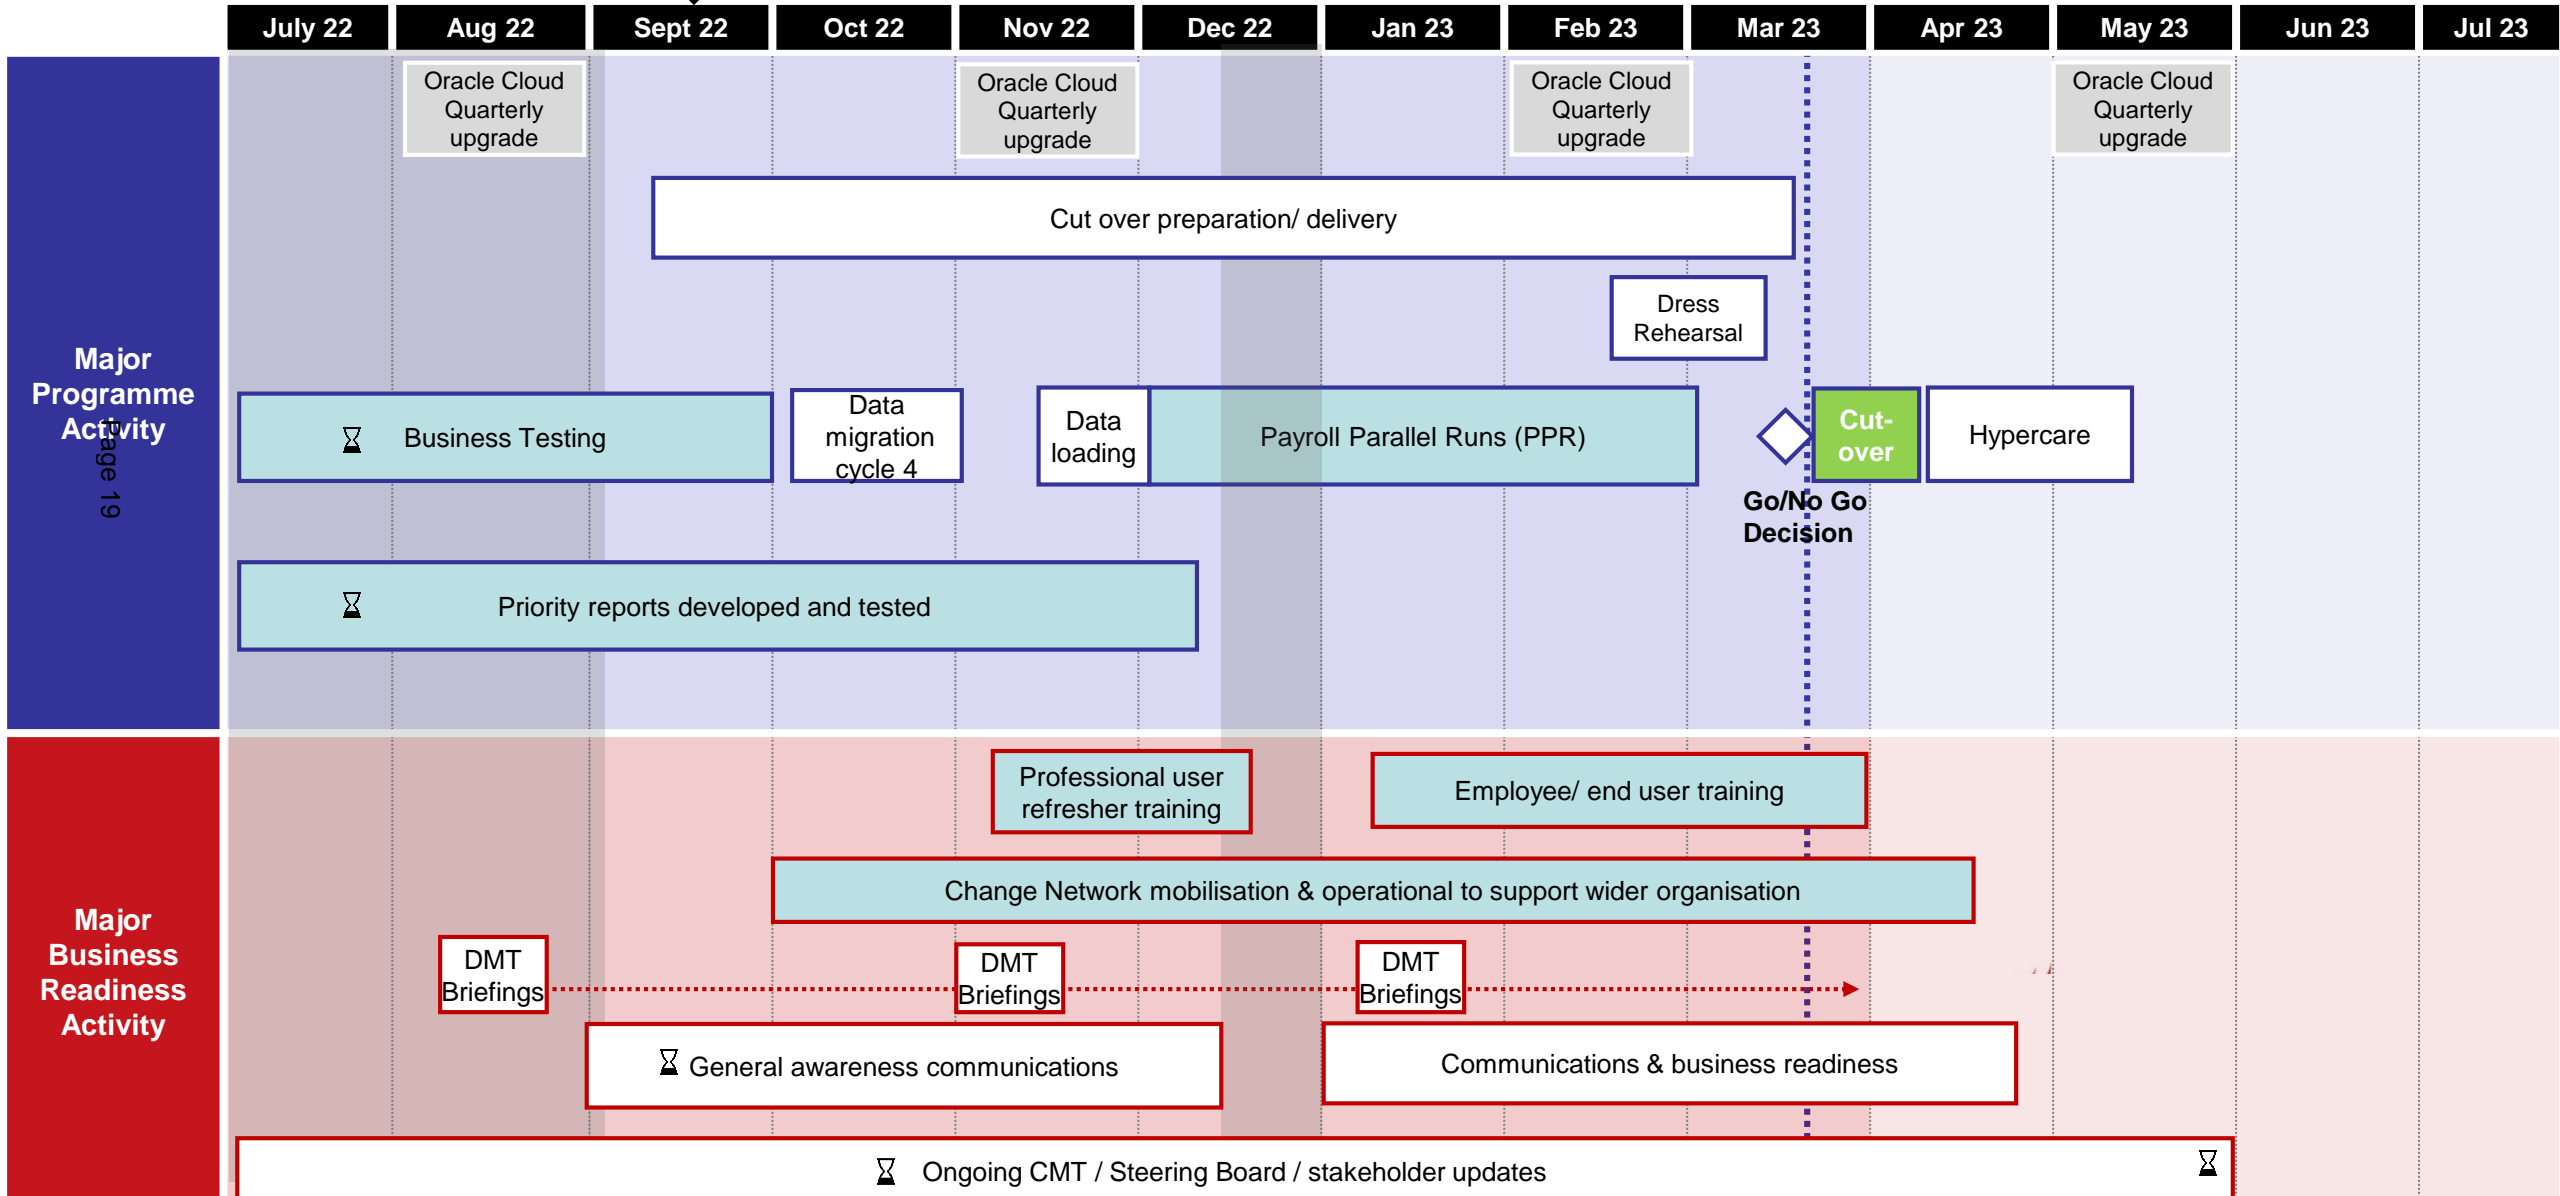 July 22 Aug 22 Sept 22 Oct 22 Nov 22 Dec 22 Jan 23 Feb 23 Mar 23 Apr 23 May 23 Jun 23 Jul 23
Major
Programme
Activity
Page 19
Oracle Cloud
Quarterly
upgrade
Oracle Cloud
Quarterly
upgrade
Oracle Cloud
Quarterly
upgrade
Oracle Cloud
Quarterly
upgrade
Cut over preparation/ delivery
Dress
Rehearsal
Business Testing
Data
migration
cycle 4
Data
loading
Payroll Parallel Runs (PPR)
Cut-
over
Hypercare
Go/No Go
Decision
Priority reports developed and tested
Major
Business
Readiness
Activity
Professional user
refresher training
Employee/ end user training
Change Network mobilisation & operational to support wider organisation
DMT
Briefings
DMT
Briefings
DMT
Briefings
General awareness communications
Communications & business readiness
Ongoing CMT / Steering Board / stakeholder updates